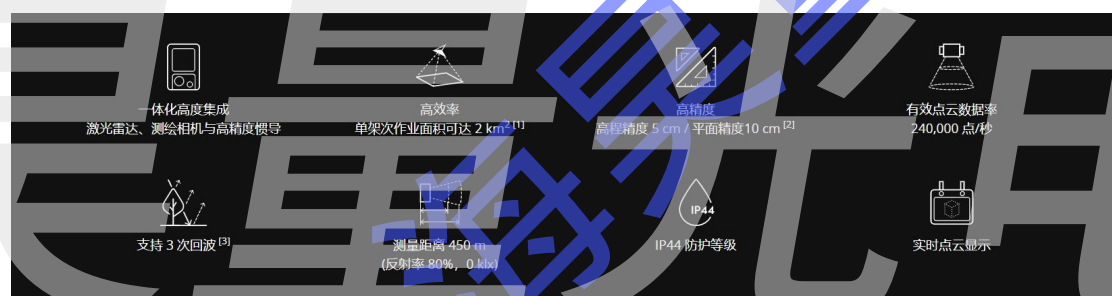 一体化高度集成
激光雷达、测绘相机与高精度惯导
高效率
单架次作业面积可达 2 km² [1]
高精度
高程精度 5 cm / 平面精度10 cm [2]
有效点云数据率
240,000 点/秒
支持 3 次回波 [3]
测量距离 450 m
(反射率 80%，0 klx)
IP44
IP44 防护等级
实时点云显示